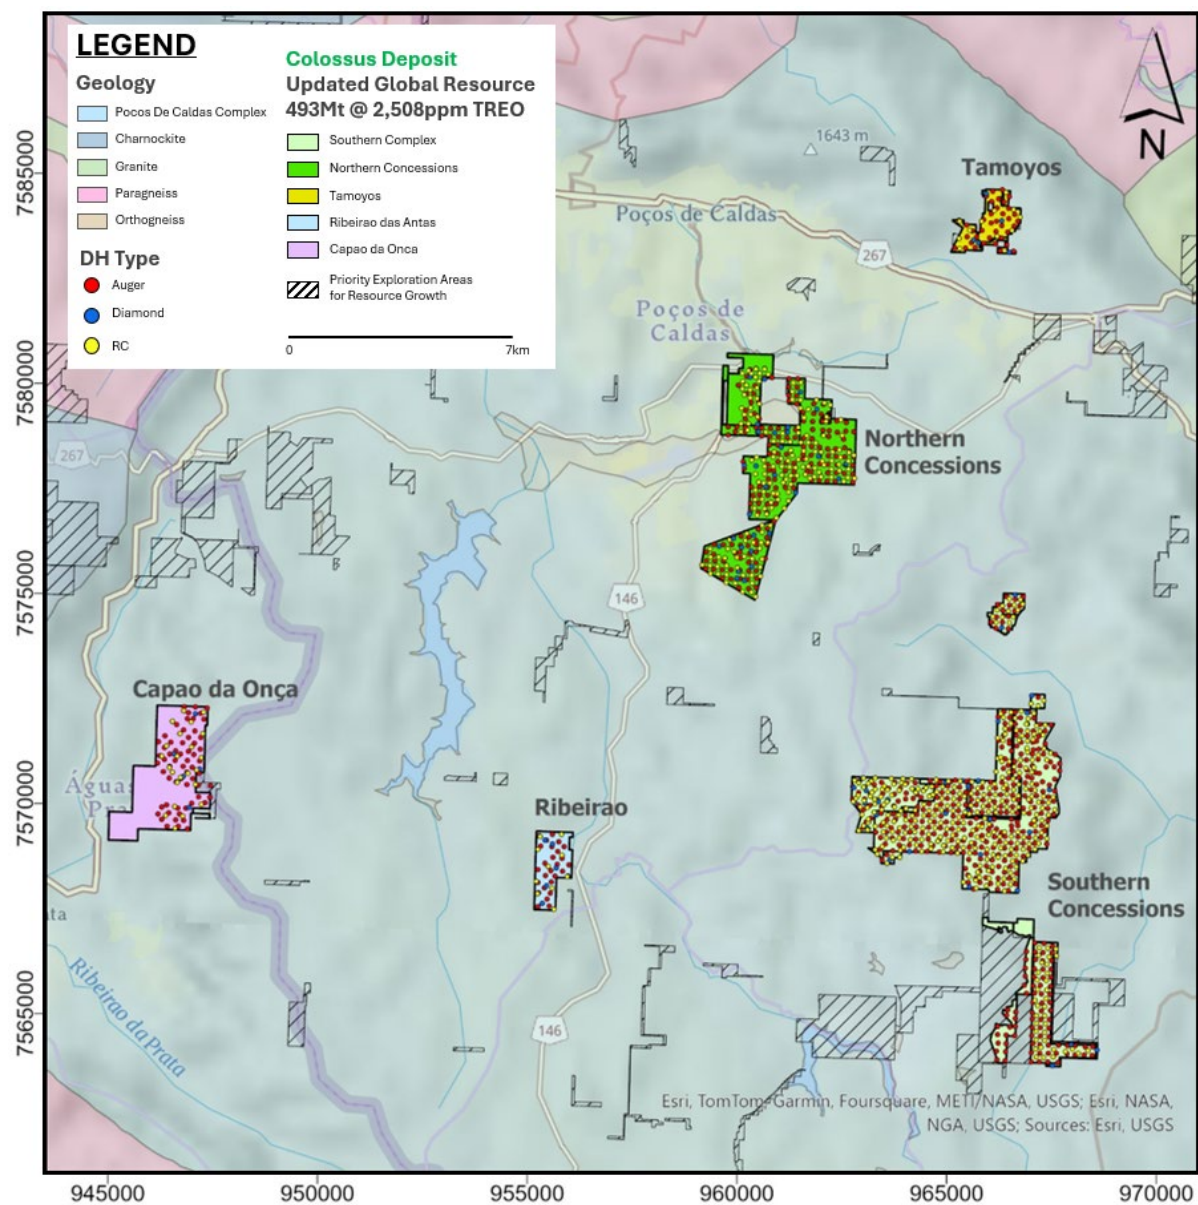 LEGEND
Geology
Pocos De Caldas Complex
Charnockite
Granite
Paragneiss
Orthogneiss
DH Type
Auger
Diamond
RC
Colossus Deposit
Updated Global Resource
493Mt @ 2,508ppm TREO
Southern Complex
Northern Concessions
Tamoyos
Ribeirao das Antas
Capao da Onca
Priority Exploration Areas
for Resource Growth
0 7km
N
1643 m
Tamoyos
Poços de Caldas
267
Poços de
Caldas
Northern
Concessions
267
146
Capao da Onça
Águas
Pra
Ribeirao
Southern
Concessions
ta
Ribeirao da Prata
146
Esri, TomTom, Garmin, Foursquare, METI/NASA, USGS; Esri, NASA,
NGA, USGS; Sources: Esri, USGS
7585000
7580000
7575000
7570000
7565000
945000 950000 955000 960000 965000 970000